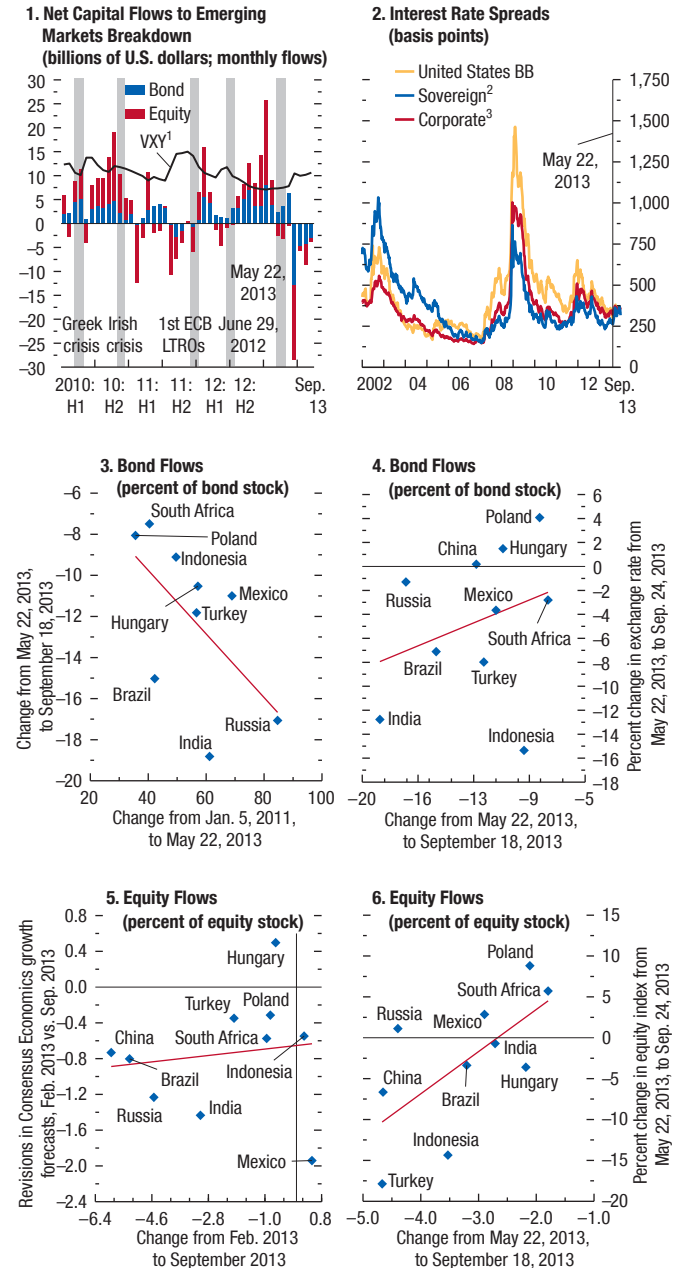 1. Net Capital Flows to Emerging
Markets Breakdown
(billions of U.S. dollars; monthly flows)
30
25
20
15
10
5
0
−5
−10
−15
−20
−25
−30
Bond
Equity
VXY1
May 22,
2013
Greek
crisis
Irish
crisis
1st ECB
LTROs
June 29,
2012
2010:
H1
10:
H2
11:
H1
11:
H2
12:
H1
12:
H2
Sep.
13
2. Interest Rate Spreads
(basis points)
United States BB
Sovereign2
Corporate3
May 22,
2013
1,750
1,500
1,250
1,000
750
500
250
0
2002
04
06
08
10
12
Sep.
13
3. Bond Flows
(percent of bond stock)
Change from May 22, 2013,
to September 18, 2013
−6
−8
−10
−12
−14
−16
−18
−20
South Africa
Poland
Indonesia
Mexico
Hungary
Turkey
Brazil
Russia
India
20
40
60
80
100
Change from Jan. 5, 2011,
to May 22, 2013
4. Bond Flows
(percent of bond stock)
6
4
2
0
−2
−4
−6
−8
−10
−12
−14
−16
−18
Percent change in exchange rate from
May 22, 2013, to Sep. 24, 2013
Poland
China
Hungary
Russia
Mexico
South Africa
Brazil
Turkey
India
Indonesia
−20
−16
−13
−9
−5
Change from May 22, 2013,
to September 18, 2013
5. Equity Flows
(percent of equity stock)
Revisions in Consensus Economics growth
forecasts, Feb. 2013 vs. Sep. 2013
0.8
0.4
0.0
−0.4
−0.8
−1.2
−1.6
−2.0
−2.4
Hungary
Turkey
Poland
China
South Africa
Brazil
Indonesia
Russia
India
Mexico
−6.4
−4.6
−2.8
−1.0
0.8
Change from Feb. 2013
to September 2013
6. Equity Flows
(percent of equity stock)
15
10
5
0
−5
−10
−15
−20
Percent change in equity index from
May 22, 2013, to Sep. 24, 2013
Poland
South Africa
Russia
Mexico
India
China
Brazil
Hungary
Indonesia
Turkey
−5.0
−4.0
−3.0
−2.0
−1.0
Change from May 22, 2013,
to September 18, 2013